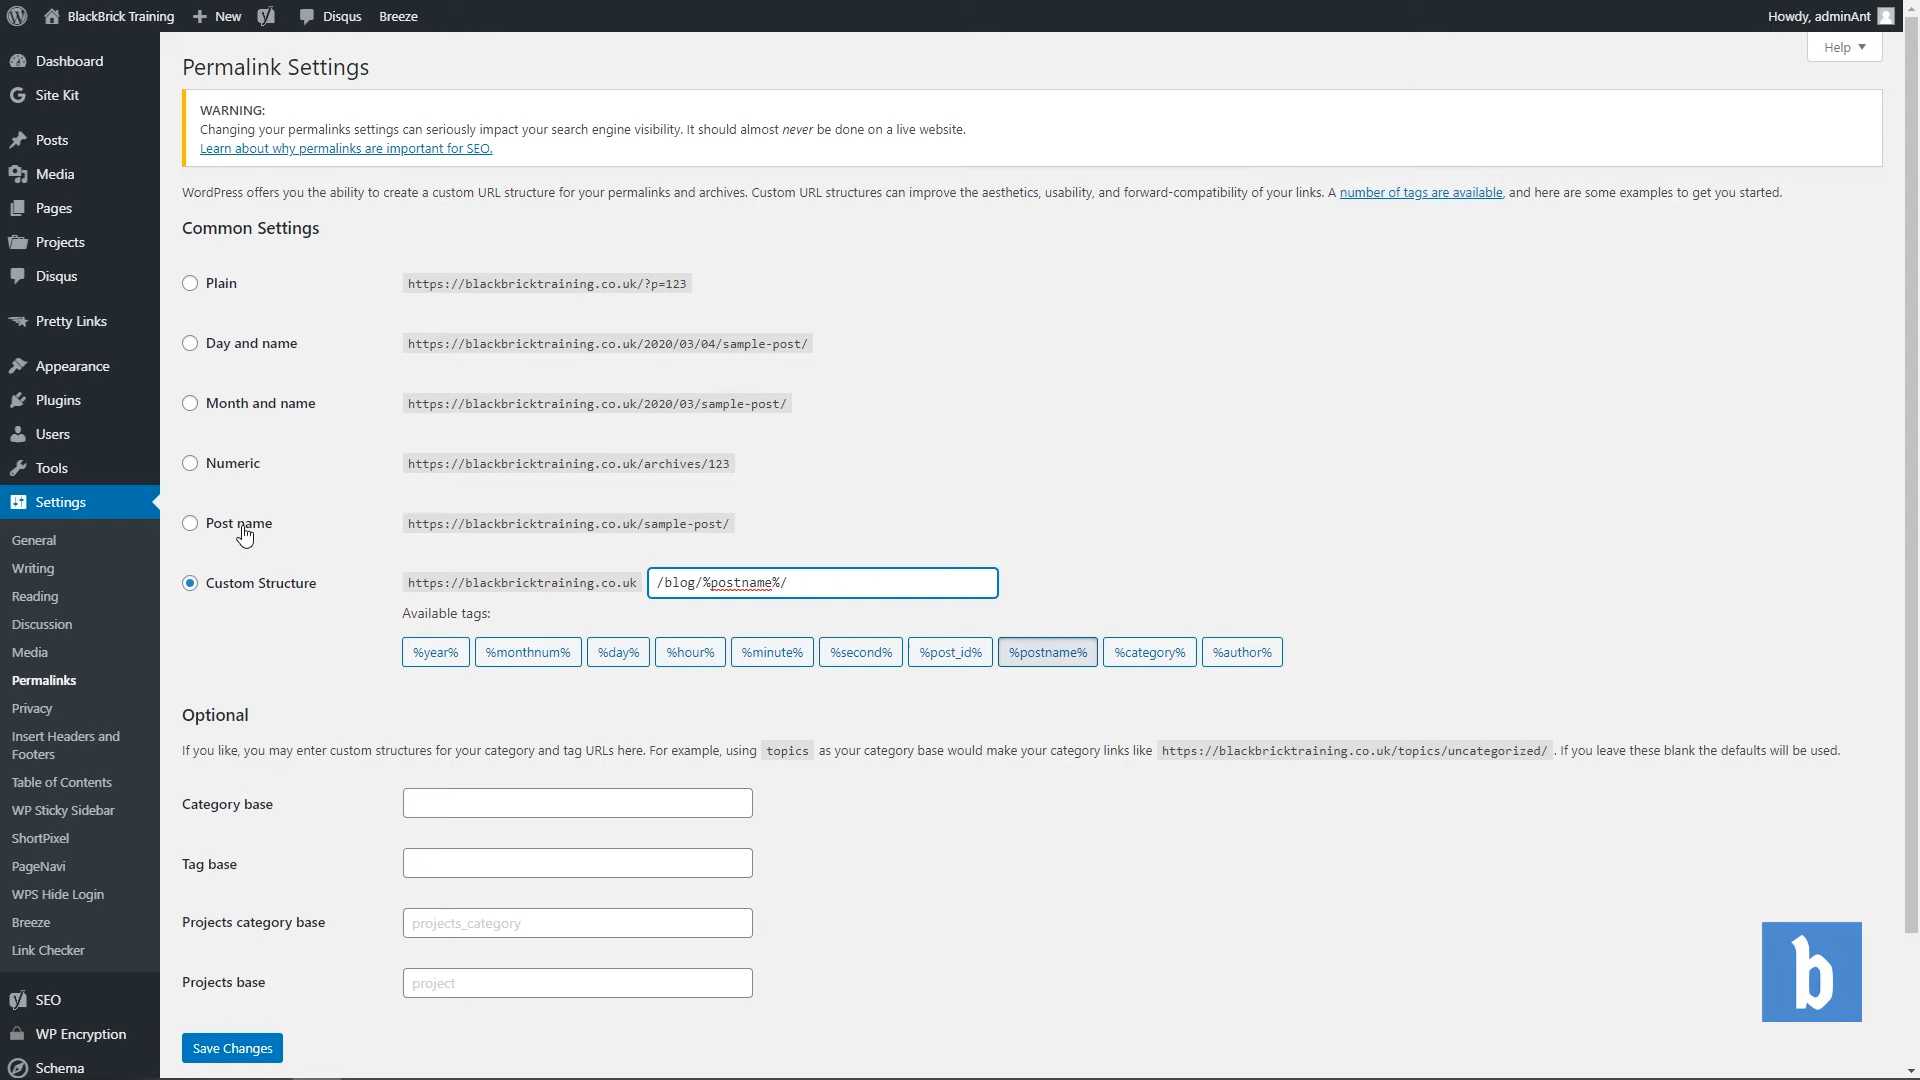 BlackBrick Training
New
Disqus
Breeze
Howdy, adminAnt
Help
Dashboard
Site Kit
Posts
Media
Pages
Projects
Disqus
Pretty Links
Appearance
Plugins
Users
Tools
Settings
General
Writing
Reading
Discussion
Media
Permalinks
Privacy
Insert Headers and
Footers
Table of Contents
WP Sticky Sidebar
ShortPixel
PageNavi
WPS Hide Login
Breeze
Link Checker
SEO
WP Encryption
Schema
Permalink Settings
WARNING:
Changing your permalinks settings can seriously impact your search engine visibility. It should almost never be done on a live website.
Learn about why permalinks are important for SEO.
WordPress offers you the ability to create a custom URL structure for your permalinks and archives. Custom URL structures can improve the aesthetics, usability, and forward-compatibility of your links. A number of tags are available, and here are some examples to get you started.
Common Settings
Plain https://blackbricktraining.co.uk/?p=123
Day and name https://blackbricktraining.co.uk/2020/03/04/sample-post/
Month and name https://blackbricktraining.co.uk/2020/03/sample-post/
Numeric https://blackbricktraining.co.uk/archives/123
Post name https://blackbricktraining.co.uk/sample-post/
Custom Structure https://blackbricktraining.co.uk /blog/%postname%/
Available tags:
%year% %monthnum% %day% %hour% %minute% %second% %post_id% %postname% %category% %author%
Optional
If you like, you may enter custom structures for your category and tag URLs here. For example, using topics as your category base would make your category links like https://blackbricktraining.co.uk/topics/uncategorized/ . If you leave these blank the defaults will be used.
Category base
Tag base
Projects category base projects_category
Projects base project
Save Changes
b